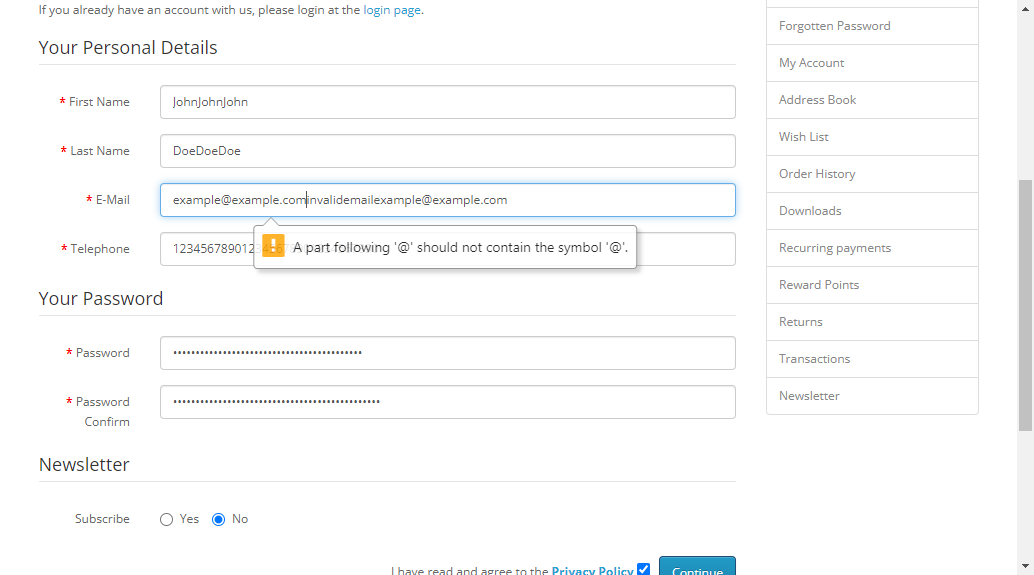 If you already have an account with us, please login at the login page.
Your Personal Details
* First Name
JohnJohnJohn
* Last Name
DoeDoeDoe
* E-Mail
example@example.cominvalidemailexample@example.com
* Telephone
A part following '@' should not contain the symbol '@'.
Your Password
* Password
* Password
Confirm
Newsletter
Subscribe
Yes
No
I have read and agree to the Privacy Policy
Continue
Forgotten Password
My Account
Address Book
Wish List
Order History
Downloads
Recurring payments
Reward Points
Returns
Transactions
Newsletter